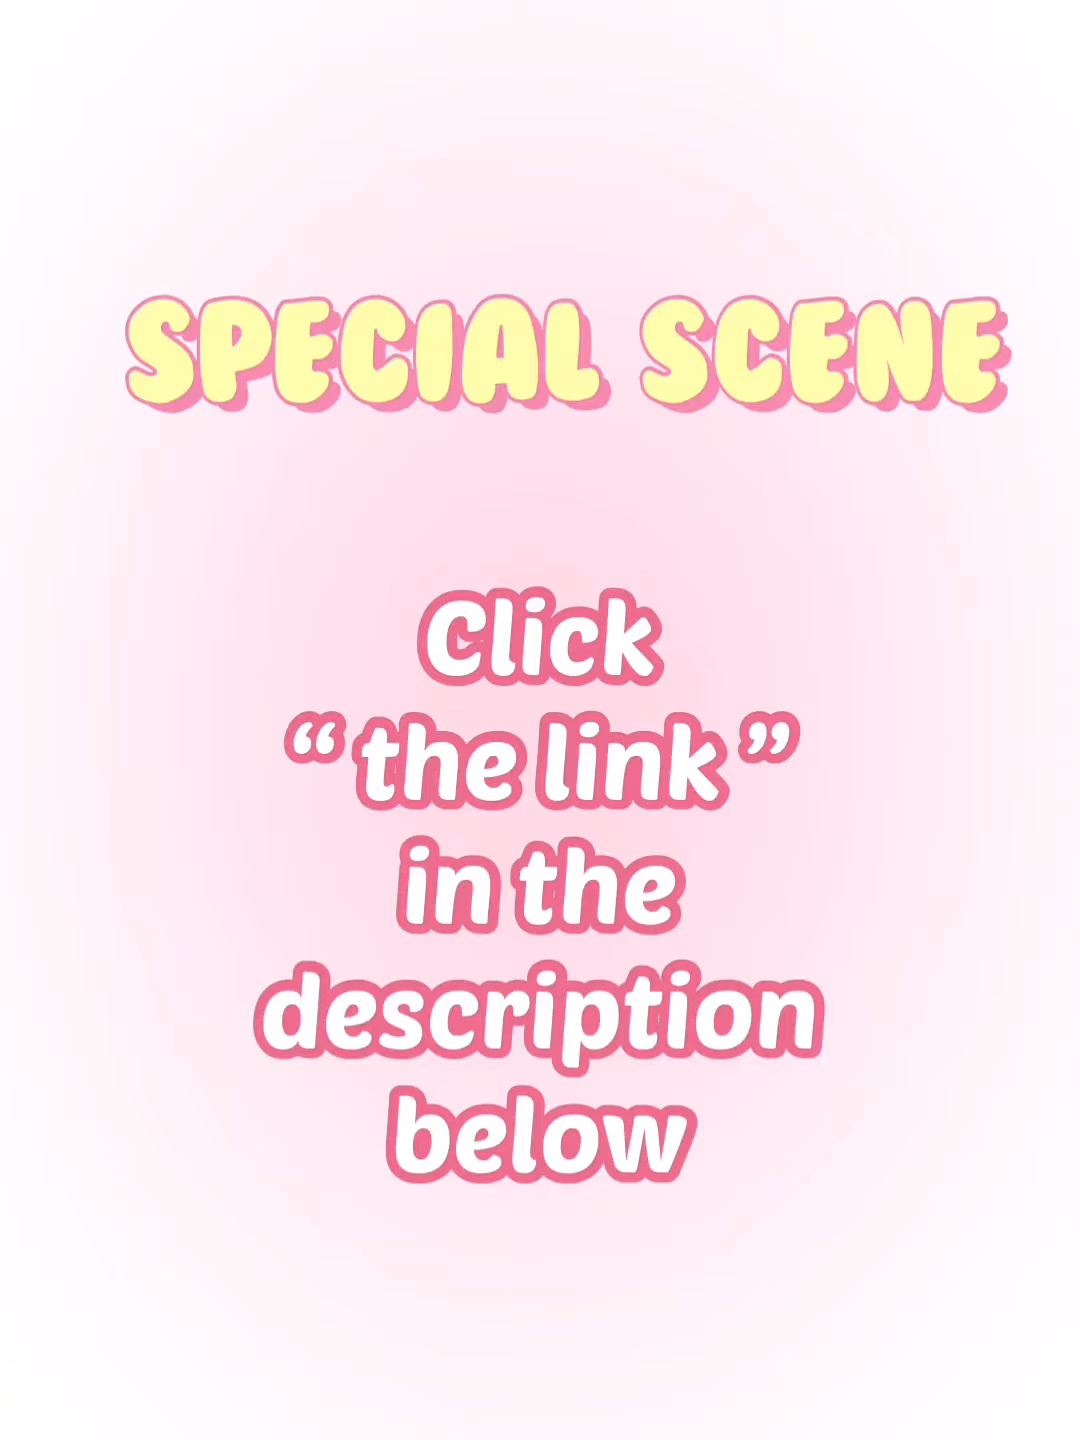 SPECIAL SCENE
Click
“ the link ”
in the
description
below